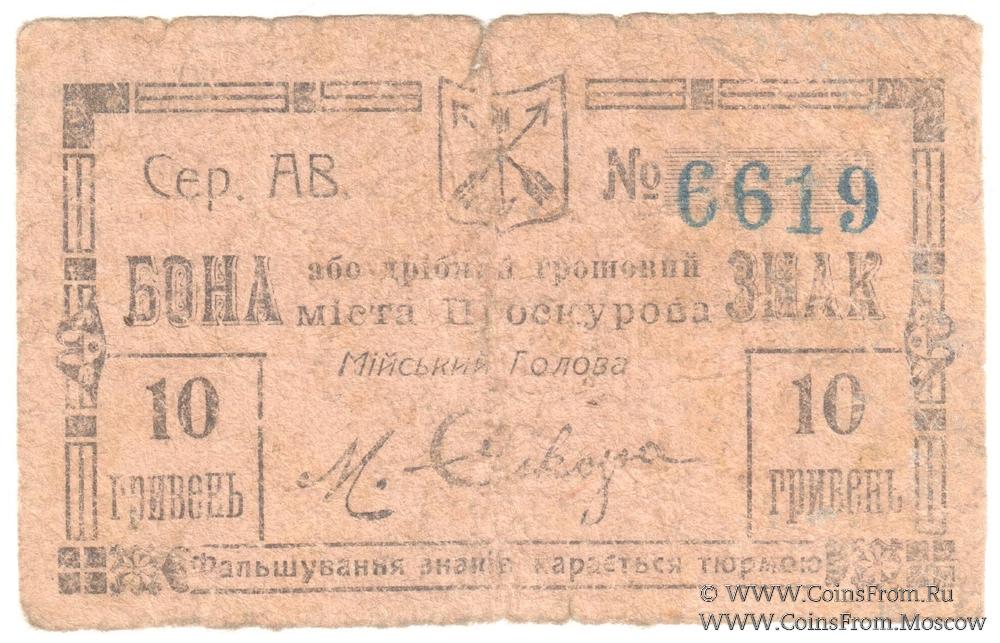 Сер. АВ.
№ 6619
БОНА або дрібний грошовий ЗНАК
міста Проскурова
Мійський Голова
10 10
М.
гривень гривень
Фальшування знаків карається тюрмою
© WWW.CoinsFrom.Ru
WWW.CoinsFrom.Moscow